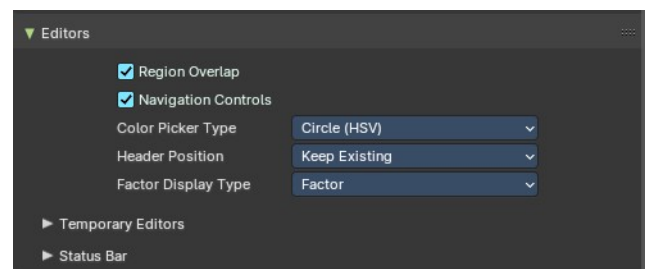 Editors
Region Overlap
Navigation Controls
Color Picker Type Circle (HSV)
Header Position Keep Existing
Factor Display Type Factor
Temporary Editors
Status Bar